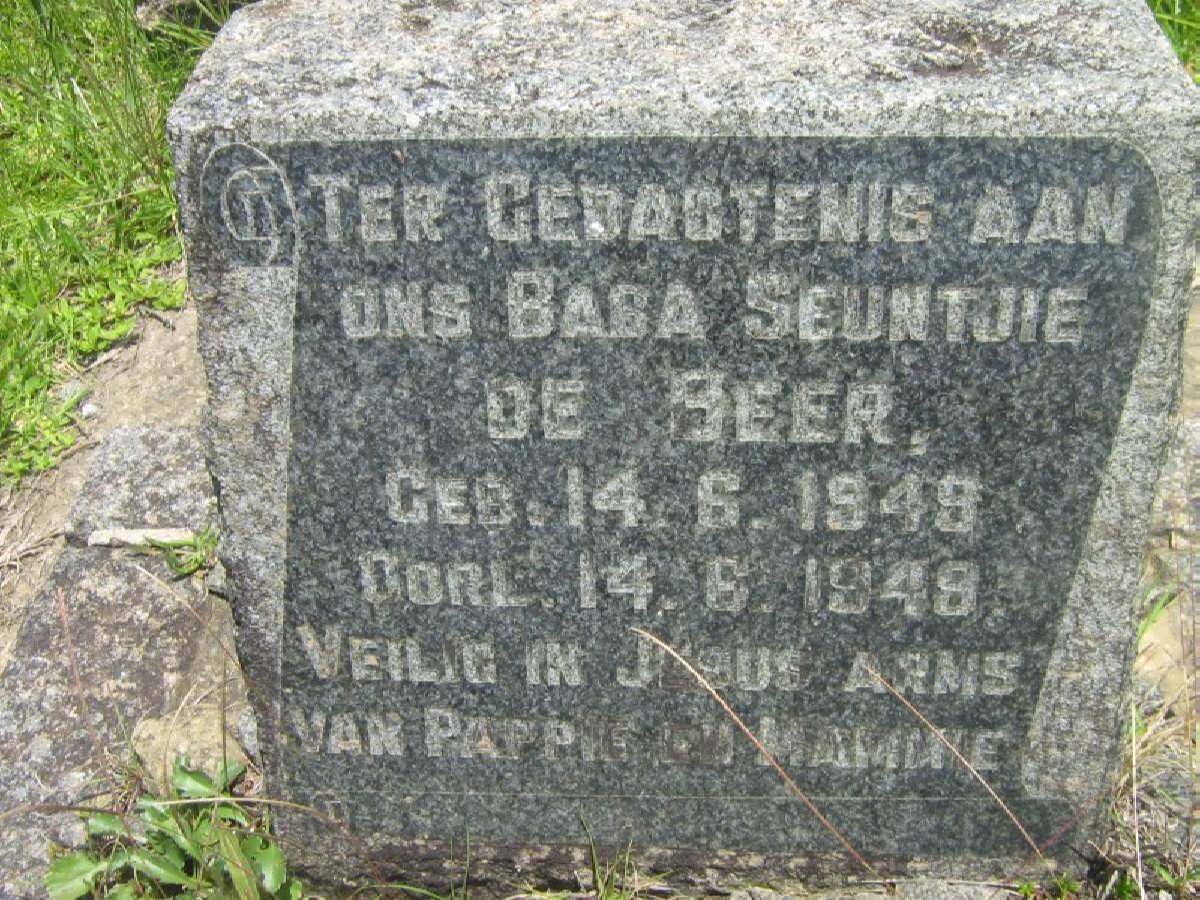 TER GEDAGTENIS AAN
ONS BABA SEUNTJIE
DE BEER,
GEB. 14. 6. 1949
OORL. 14. 6. 1949
VEILIG IN JESUS ARMS
VAN PAPPIE EN MAMMIE